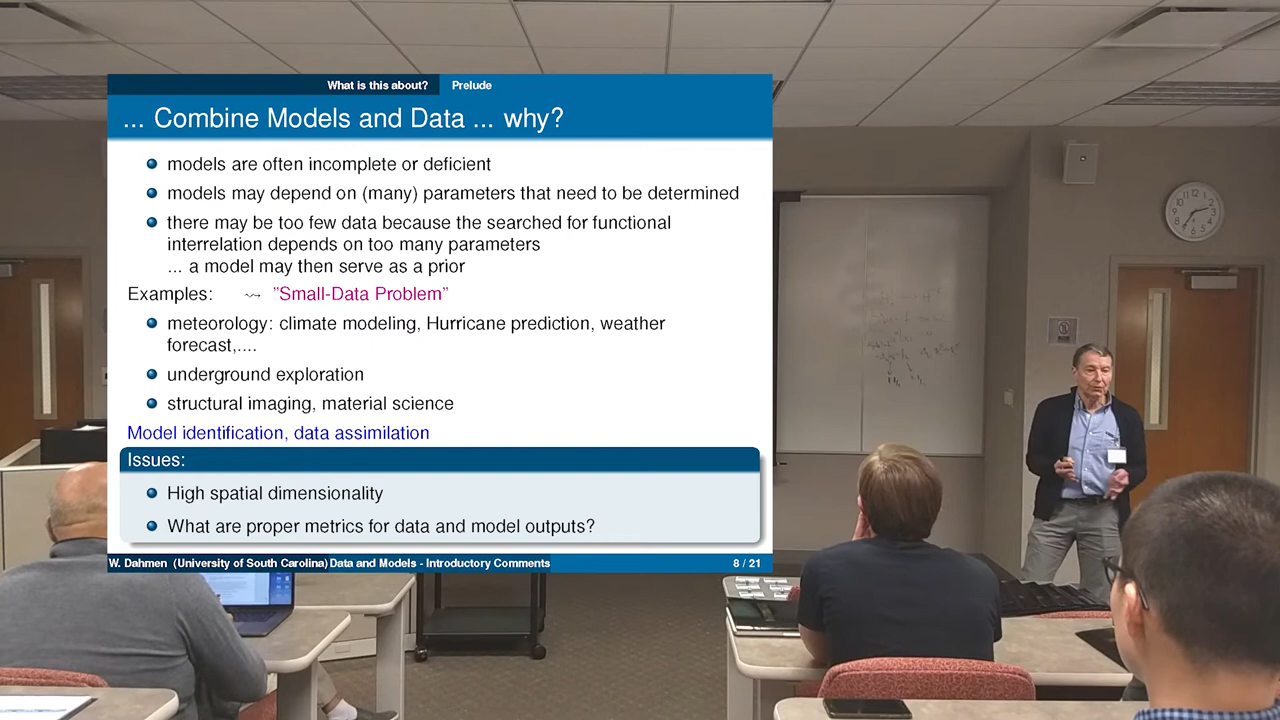 What is this about? Prelude
... Combine Models and Data ... why?
models are often incomplete or deficient
models may depend on (many) parameters that need to be determined
there may be too few data because the searched for functional
interrelation depends on too many parameters
... a model may then serve as a prior
Examples: ⇝ ”Small-Data Problem”
meteorology: climate modeling, Hurricane prediction, weather
forecast,....
underground exploration
structural imaging, material science
Model identification, data assimilation
Issues:
High spatial dimensionality
What are proper metrics for data and model outputs?
W. Dahmen (University of South Carolina) Data and Models - Introductory Comments 8 / 21